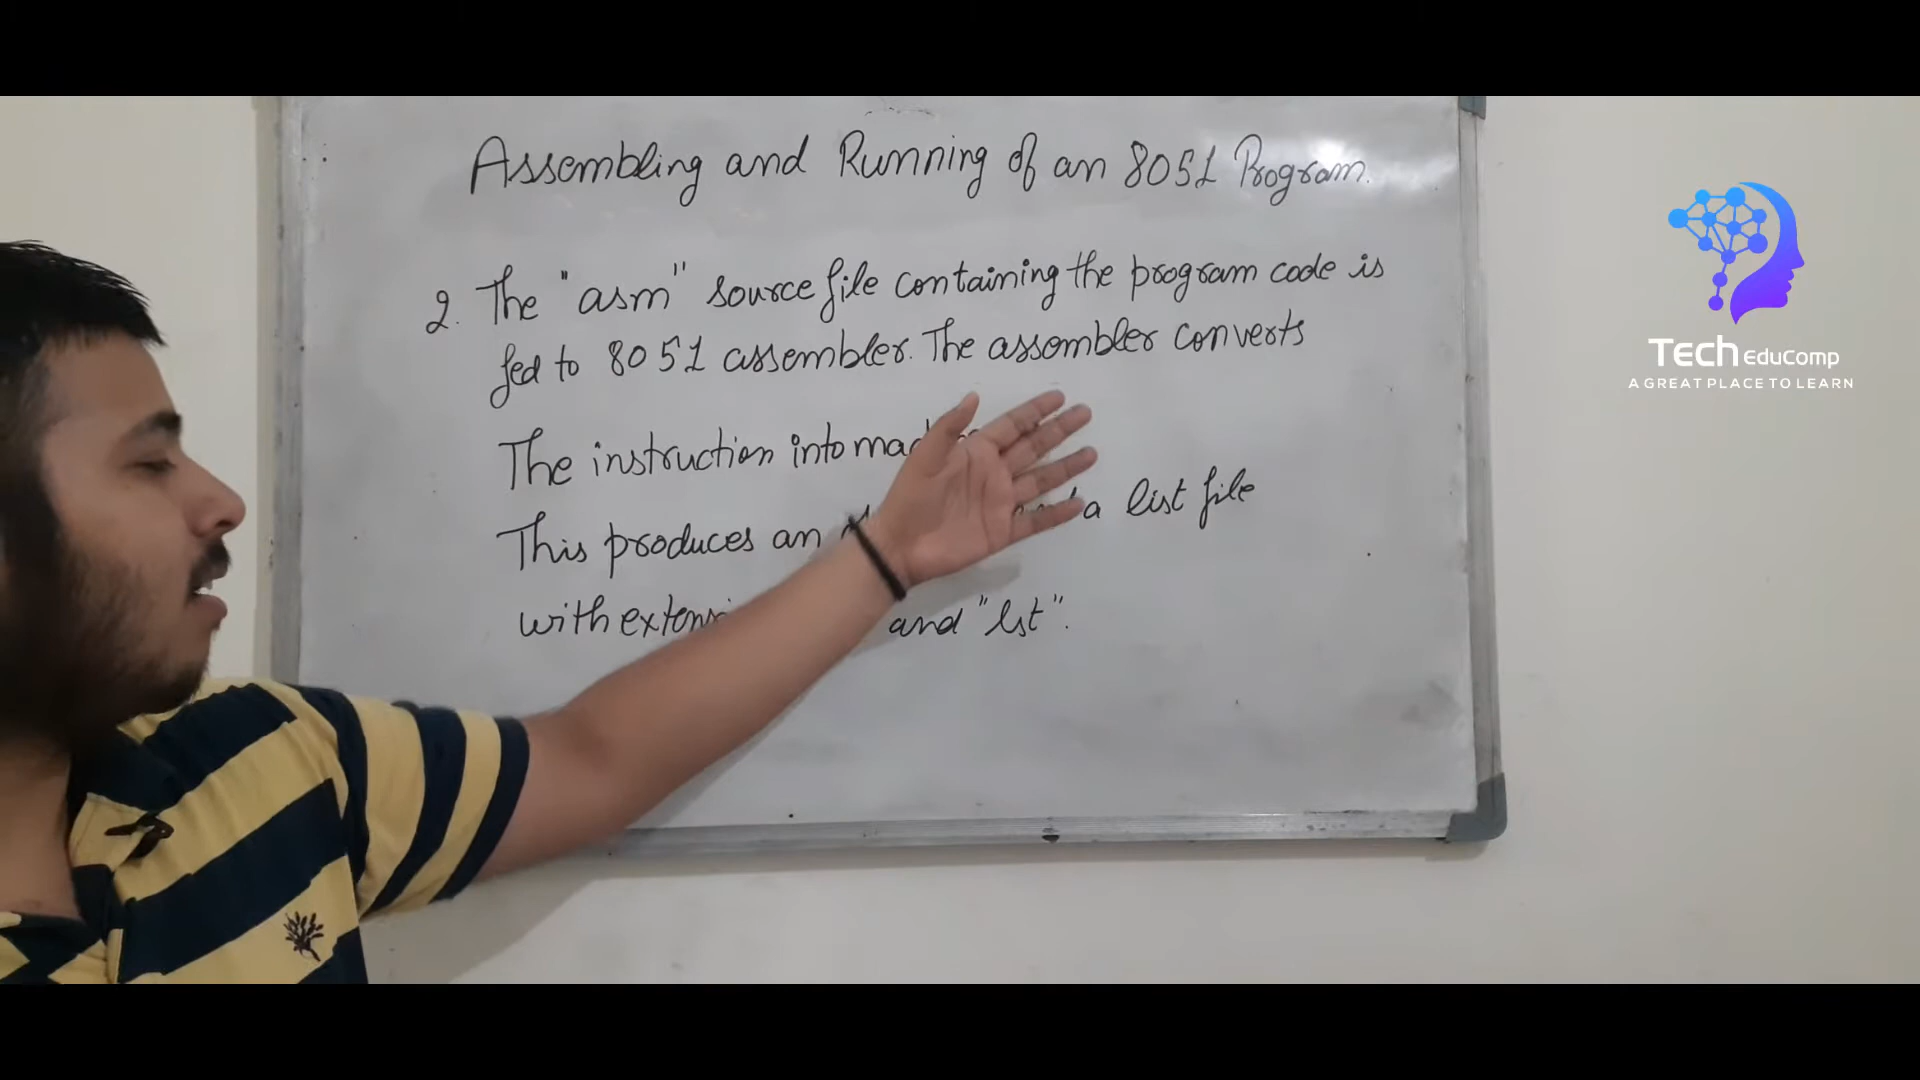 Assembling and Running of an 8051 Program.
2. The "asm" source file containing the program code is
fed to 8051 assembler. The assembler converts
The instruction into
This produces an a list file
with and "lst".
Tech EduComp
A GREAT PLACE TO LEARN